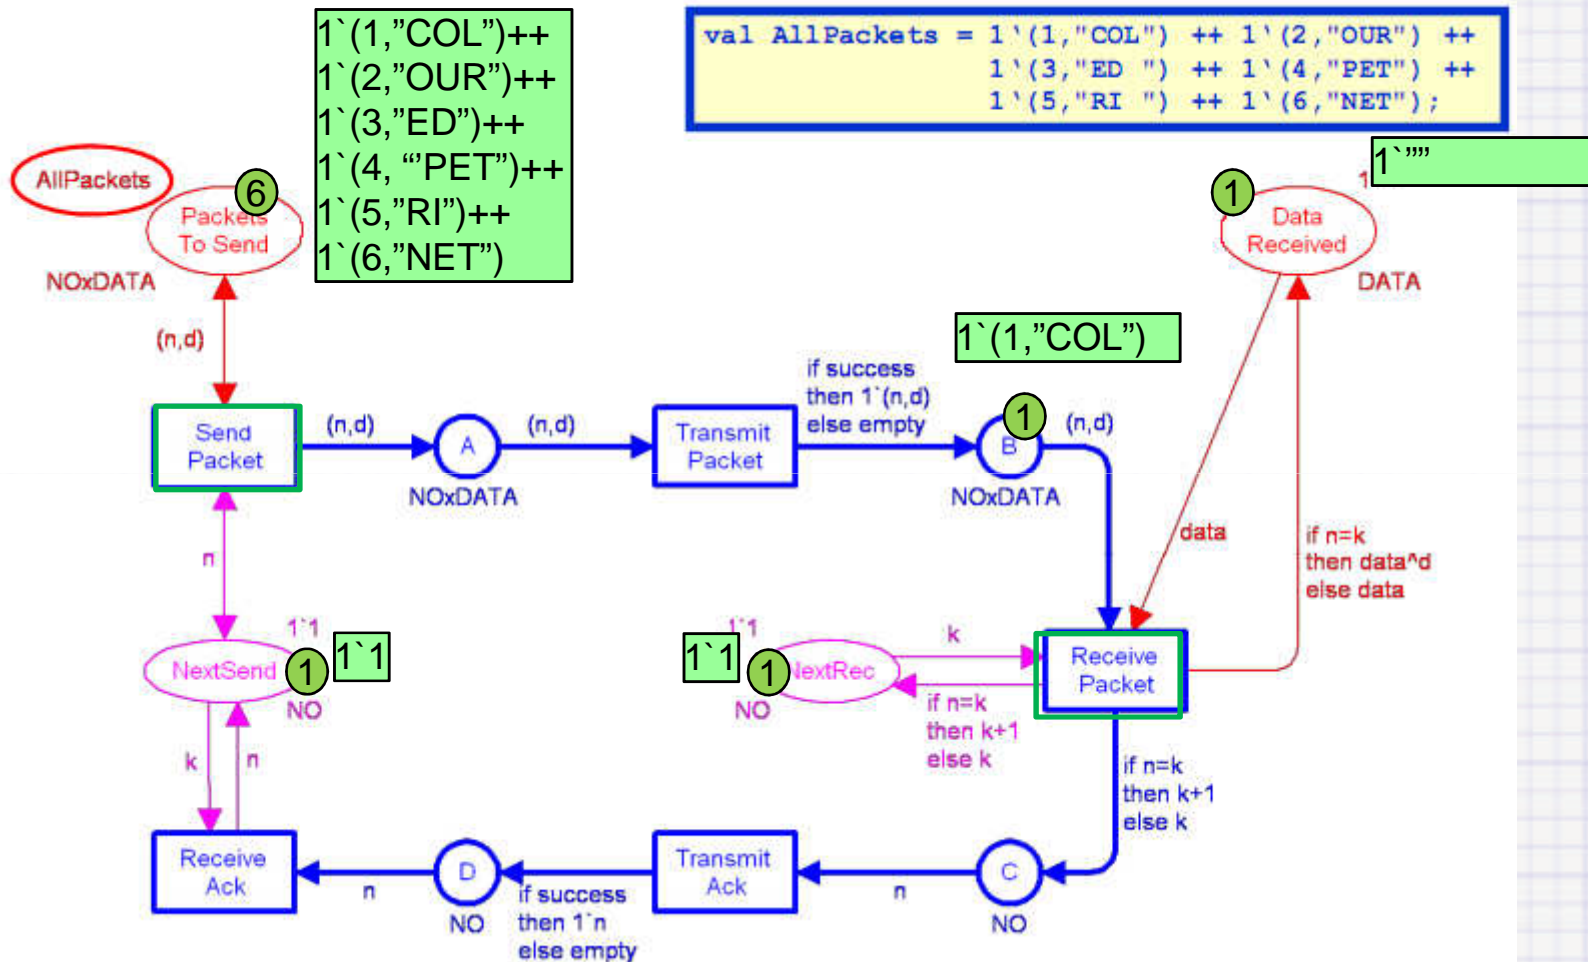 1`(1,”COL”)++
1`(2,”OUR”)++
1`(3,”ED”)++
1`(4, “’PET”)++
1`(5,”RI”)++
1`(6,”NET”)
val AllPackets = 1`(1,"COL") ++ 1`(2,"OUR") ++
1`(3,"ED ") ++ 1`(4,"PET") ++
1`(5,"RI ") ++ 1`(6,"NET");
AllPackets
6
Packets
To Send
NOxDATA
1`””
1
1
Data
Received
DATA
(n,d)
1`(1,”COL”)
if success
then 1`(n,d)
else empty
Send
Packet
(n,d)
A
NOxDATA
(n,d)
Transmit
Packet
1
B
NOxDATA
(n,d)
data
if n=k
then data^d
else data
n
1`1
NextSend
1
1`1
NO
1`1
1`1
1
NextRec
NO
k
if n=k
then k+1
else k
Receive
Packet
k
n
if n=k
then k+1
else k
Receive
Ack
n
D
NO
if success
then 1`n
else empty
Transmit
Ack
n
C
NO